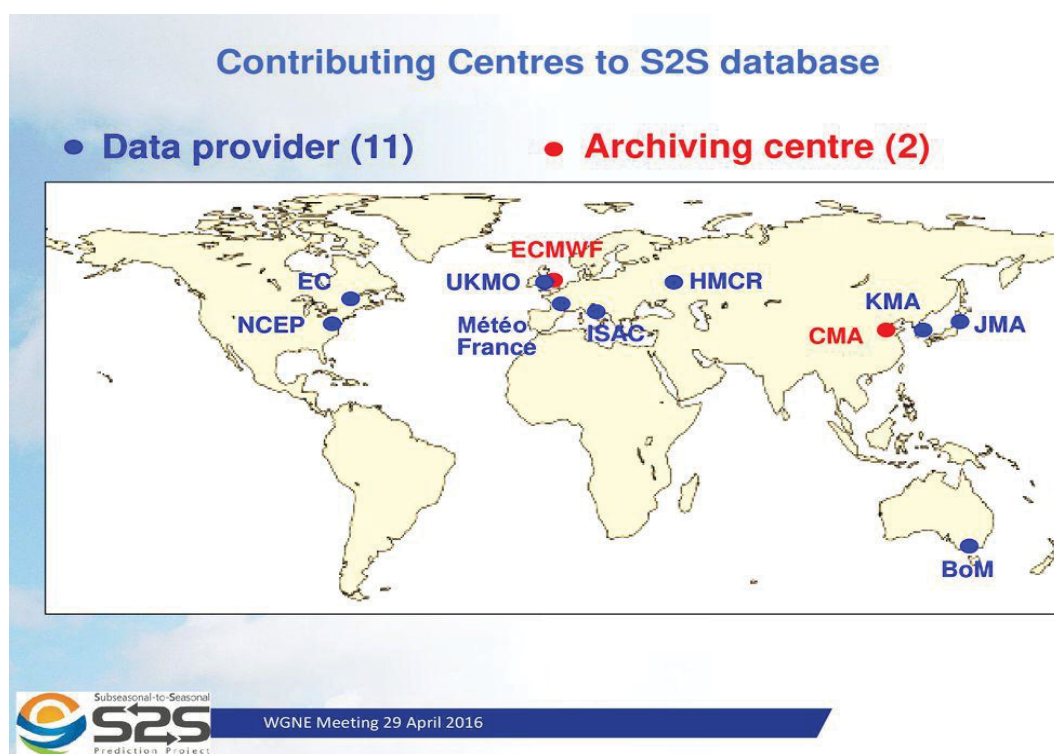 Contributing Centres to S2S database
Data provider (11)
Archiving centre (2)
ECMWF
EC
UKMO
HMCR
KMA
NCEP
Météo
France
ISAC
CMA
JMA
BoM
Subseasonal-to-Seasonal
S2S
Prediction Project
WGNE Meeting 29 April 2016